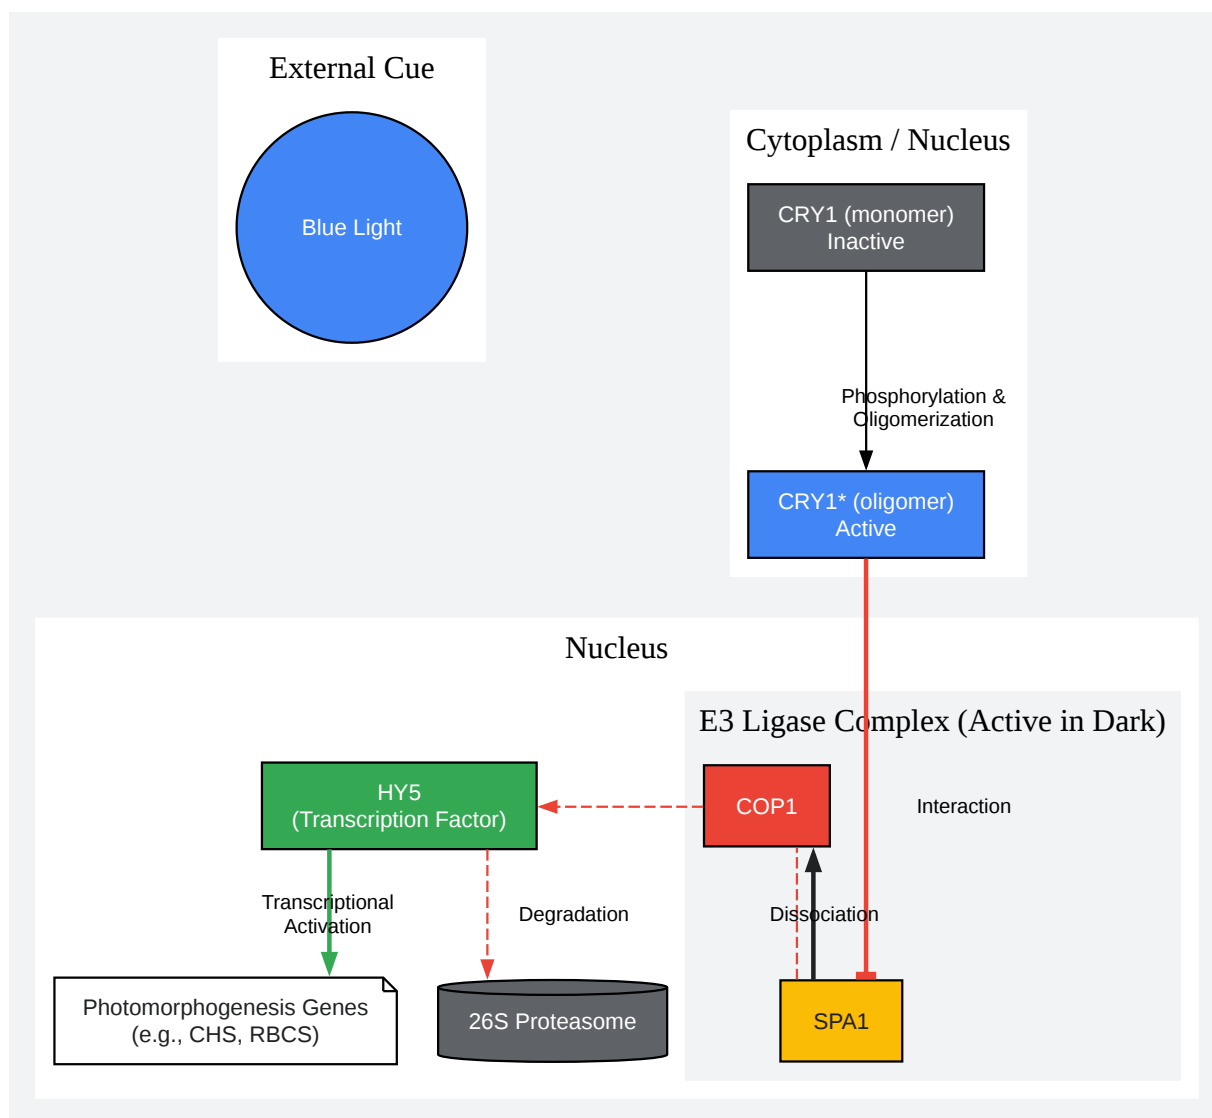 External Cue
Blue Light
Cytoplasm / Nucleus
CRY1 (monomer)
Inactive
Phosphorylation &
Oligomerization
CRY1* (oligomer)
Active
Nucleus
E3 Ligase Complex (Active in Dark)
HY5
(Transcription Factor)
COP1
Interaction
Transcriptional
Activation
Degradation
Dissociation
Photomorphogenesis Genes
(e.g., CHS, RBCS)
26S Proteasome
SPA1